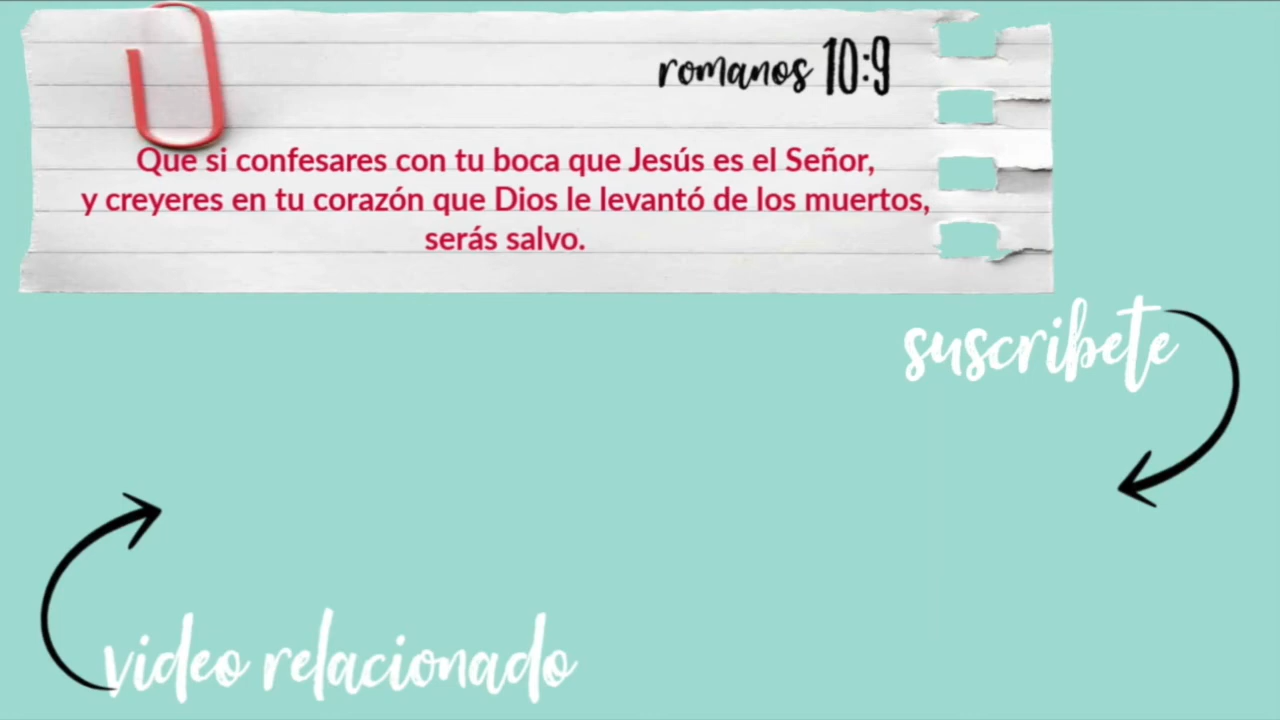 romanos 10:9
Que si confesares con tu boca que Jesús es el Señor,
y creyeres en tu corazón que Dios le levantó de los muertos,
serás salvo.
suscribete
video relacionado